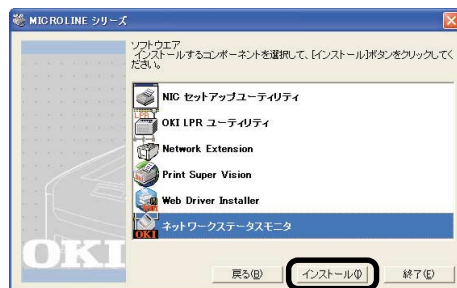 MICROLINE シリーズ
ソフトウエア
インストールするコンポーネントを選択して、[インストール]ボタンをクリックしてく
ださい。
NIC セットアップユーティリティ
OKI LPR ユーティリティ
Network Extension
Print Super Vision
Web Driver Installer
ネットワークステータスモニタ
OKI
OKI
戻る(B)
インストール(I)
終了(E)